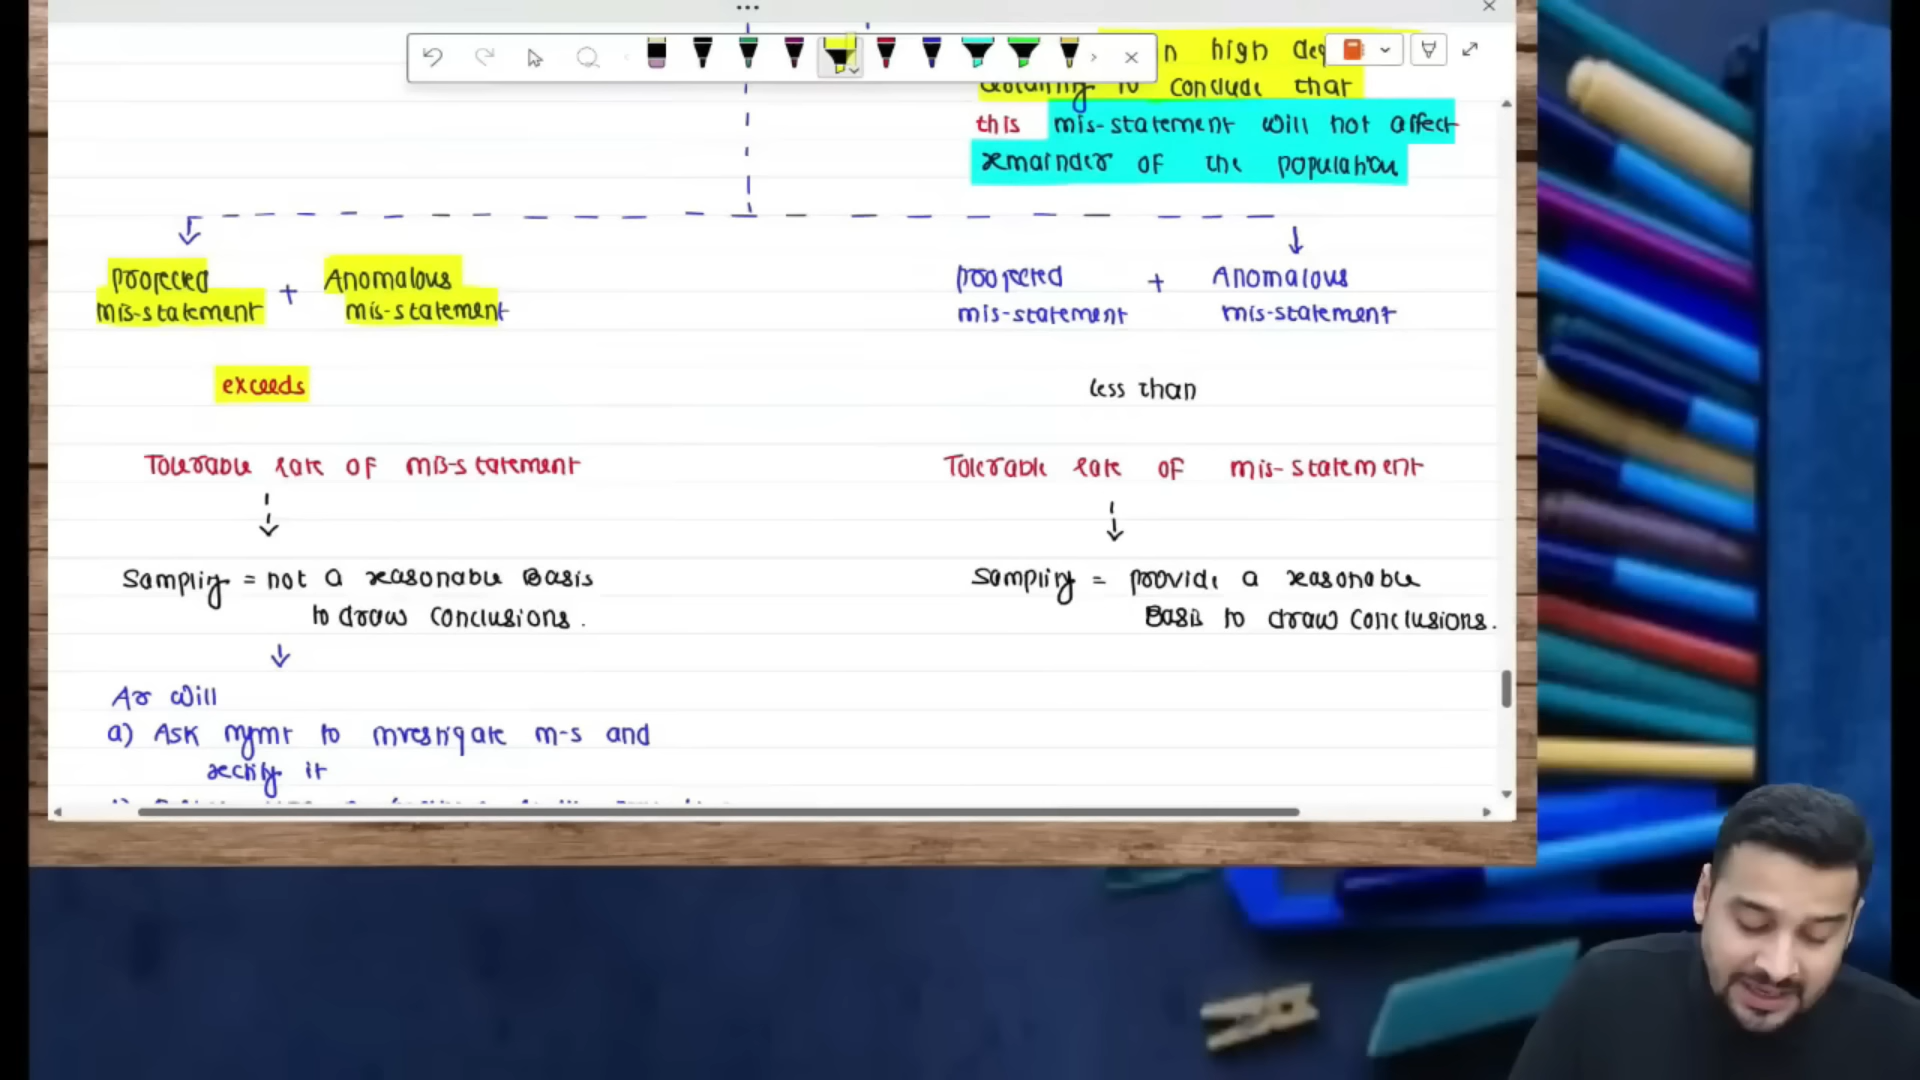 n high deg
to conclude that
this mis-statement will not affect
remainder of the population
projected + Anomalous
mis-statement mis-statement
exceeds
Tolerable rate of mis-statement
Sampling = not a reasonable Basis
to draw conclusions.
Ar will
a) Ask mgmt to investigate m-s and
rectify it
projected + Anomalous
mis-statement mis-statement
less than
Tolerable rate of mis-statement
Sampling = provide a reasonable
Basis to draw conclusions.